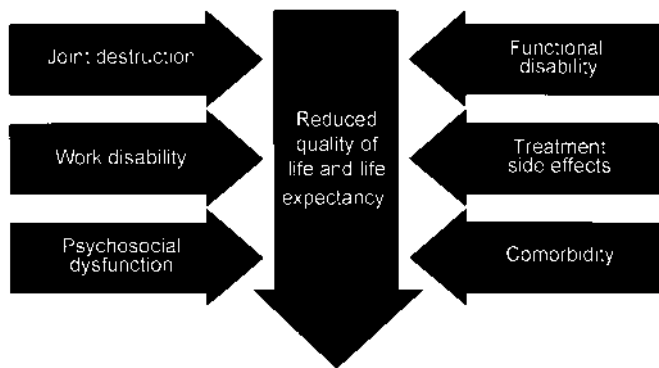 Joint destruction
Work disability
Psychosocial
dysfunction
Reduced
quality of
life and life
expectancy
Functional
disability
Treatment
side effects
Comorbidity